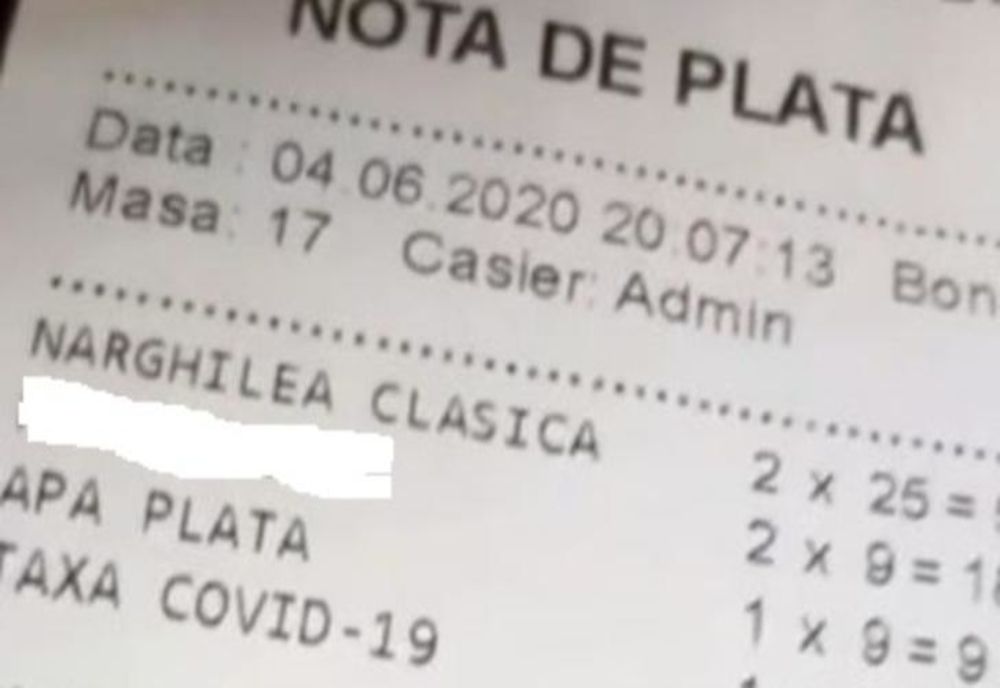 NOTA DE PLATA
Data : 04.06.2020 20:07:13 Bon
Masa: 17 Casier: Admin
NARGHILEA CLASICA
2 x 25 =
2 x 9 = 18
APA PLATA
1 x 9 = 9
TAXA COVID-19